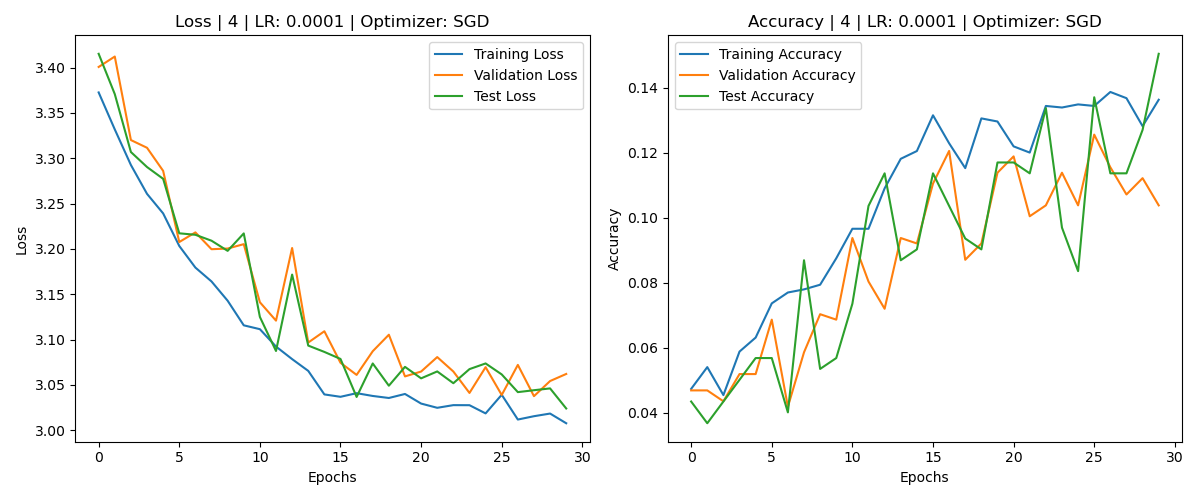 Loss | 4 | LR: 0.0001 | Optimizer: SGD
Training Loss
Validation Loss
Test Loss
3.40
3.35
3.30
3.25
3.20
3.15
3.10
3.05
3.00
Loss
0 5 10 15 20 25 30
Epochs
Accuracy | 4 | LR: 0.0001 | Optimizer: SGD
Training Accuracy
Validation Accuracy
Test Accuracy
0.14
0.12
0.10
0.08
0.06
0.04
Accuracy
0 5 10 15 20 25 30
Epochs